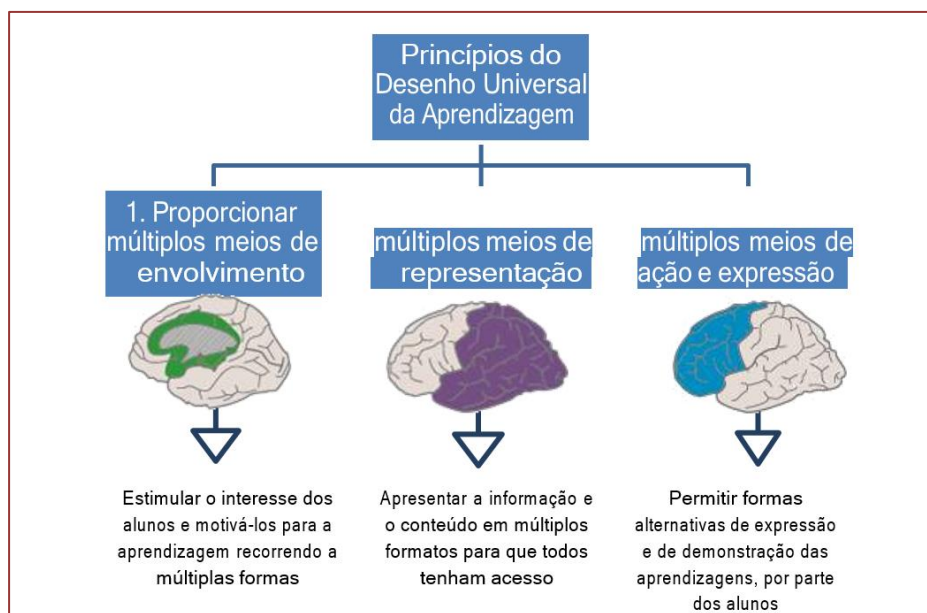 Princípios do
Desenho Universal
da Aprendizagem
1. Proporcionar
múltiplos meios de
envolvimento
múltiplos meios de
representação
múltiplos meios de
ação e expressão
Estimular o interesse dos
alunos e motivá-los para a
aprendizagem recorrendo a
múltiplas formas
Apresentar a informação e
o conteúdo em múltiplos
formatos para que todos
tenham acesso
Permitir formas
alternativas de expressão
e de demonstração das
aprendizagens, por parte
dos alunos